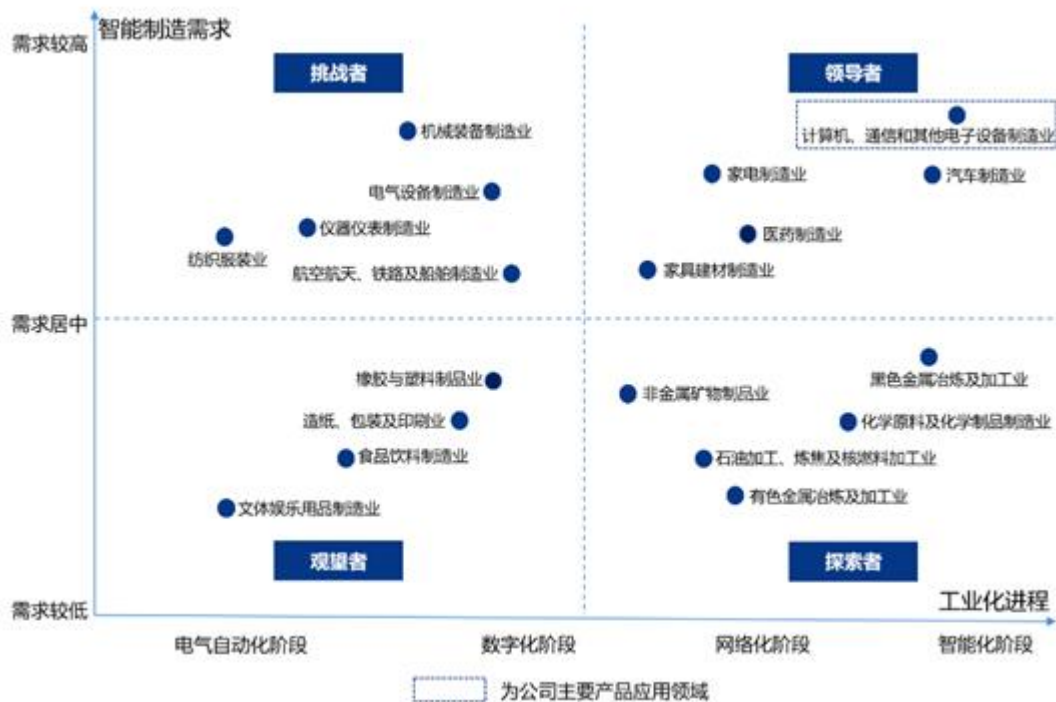 智能制造需求
需求较高
挑战者
领导者
机械装备制造业
计算机、通信和其他电子设备制造业
家电制造业
汽车制造业
电气设备制造业
仪器仪表制造业
医药制造业
纺织服装业
航空航天、铁路及船舶制造业
家具建材制造业
需求居中
橡胶与塑料制品业
黑色金属冶炼及加工业
非金属矿物制品业
造纸、包装及印刷业
化学原料及化学制品制造业
食品饮料制造业
石油加工、炼焦及核燃料加工业
有色金属冶炼及加工业
文体娱乐用品制造业
观望者
探索者
需求较低
工业化进程
电气自动化阶段
数字化阶段
网络化阶段
智能化阶段
为公司主要产品应用领域